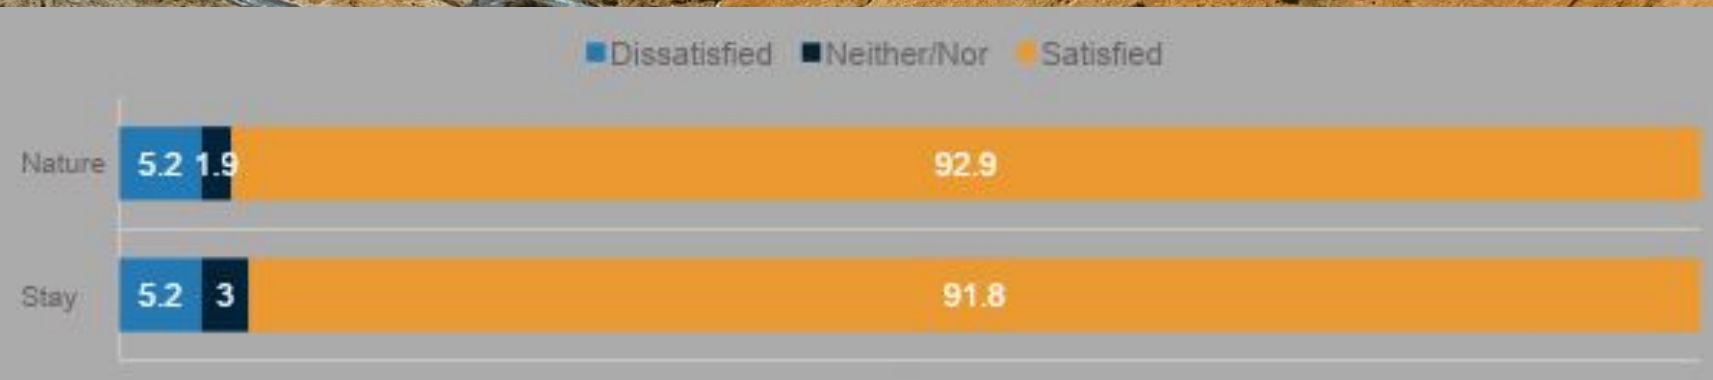 Dissatisfied Neither/Nor Satisfied
Nature 5.2 1.9 92.9
Stay 5.2 3 91.8